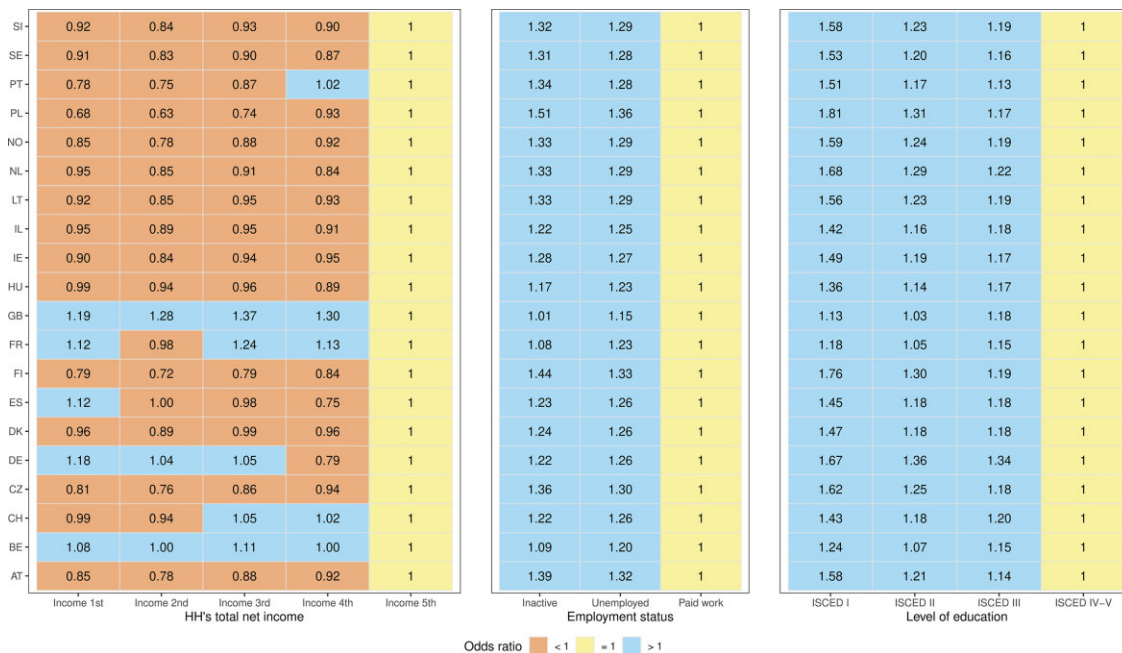 SI 0.92 0.84 0.93 0.90 1 1.32 1.29 1 1.58 1.23 1.19 1
SE 0.91 0.83 0.90 0.87 1 1.31 1.28 1 1.53 1.20 1.16 1
PT 0.78 0.75 0.87 1.02 1 1.34 1.28 1 1.51 1.17 1.13 1
PL 0.68 0.63 0.74 0.93 1 1.51 1.36 1 1.81 1.31 1.17 1
NO 0.85 0.78 0.88 0.92 1 1.33 1.29 1 1.59 1.24 1.19 1
NL 0.95 0.85 0.91 0.84 1 1.33 1.29 1 1.68 1.29 1.22 1
LT 0.92 0.85 0.95 0.93 1 1.33 1.29 1 1.56 1.23 1.19 1
IL 0.95 0.89 0.95 0.91 1 1.22 1.25 1 1.42 1.16 1.18 1
IE 0.90 0.84 0.94 0.95 1 1.28 1.27 1 1.49 1.19 1.17 1
HU 0.99 0.94 0.96 0.89 1 1.17 1.23 1 1.36 1.14 1.17 1
GB 1.19 1.28 1.37 1.30 1 1.01 1.15 1 1.13 1.03 1.18 1
FR 1.12 0.98 1.24 1.13 1 1.08 1.23 1 1.18 1.05 1.15 1
FI 0.79 0.72 0.79 0.84 1 1.44 1.33 1 1.76 1.30 1.19 1
ES 1.12 1.00 0.98 0.75 1 1.23 1.26 1 1.45 1.18 1.18 1
DK 0.96 0.89 0.99 0.96 1 1.24 1.26 1 1.47 1.18 1.18 1
DE 1.18 1.04 1.05 0.79 1 1.22 1.26 1 1.67 1.36 1.34 1
CZ 0.81 0.76 0.86 0.94 1 1.36 1.30 1 1.62 1.25 1.18 1
CH 0.99 0.94 1.05 1.02 1 1.22 1.26 1 1.43 1.18 1.20 1
BE 1.08 1.00 1.11 1.00 1 1.09 1.20 1 1.24 1.07 1.15 1
AT 0.85 0.78 0.88 0.92 1 1.39 1.32 1 1.58 1.21 1.14 1
Income 1st Income 2nd Income 3rd Income 4th Income 5th Inactive Unemployed Paid work ISCED I ISCED II ISCED III ISCED IV−V
HH's total net income Employment status Level of education
Odds ratio < 1 = 1 > 1